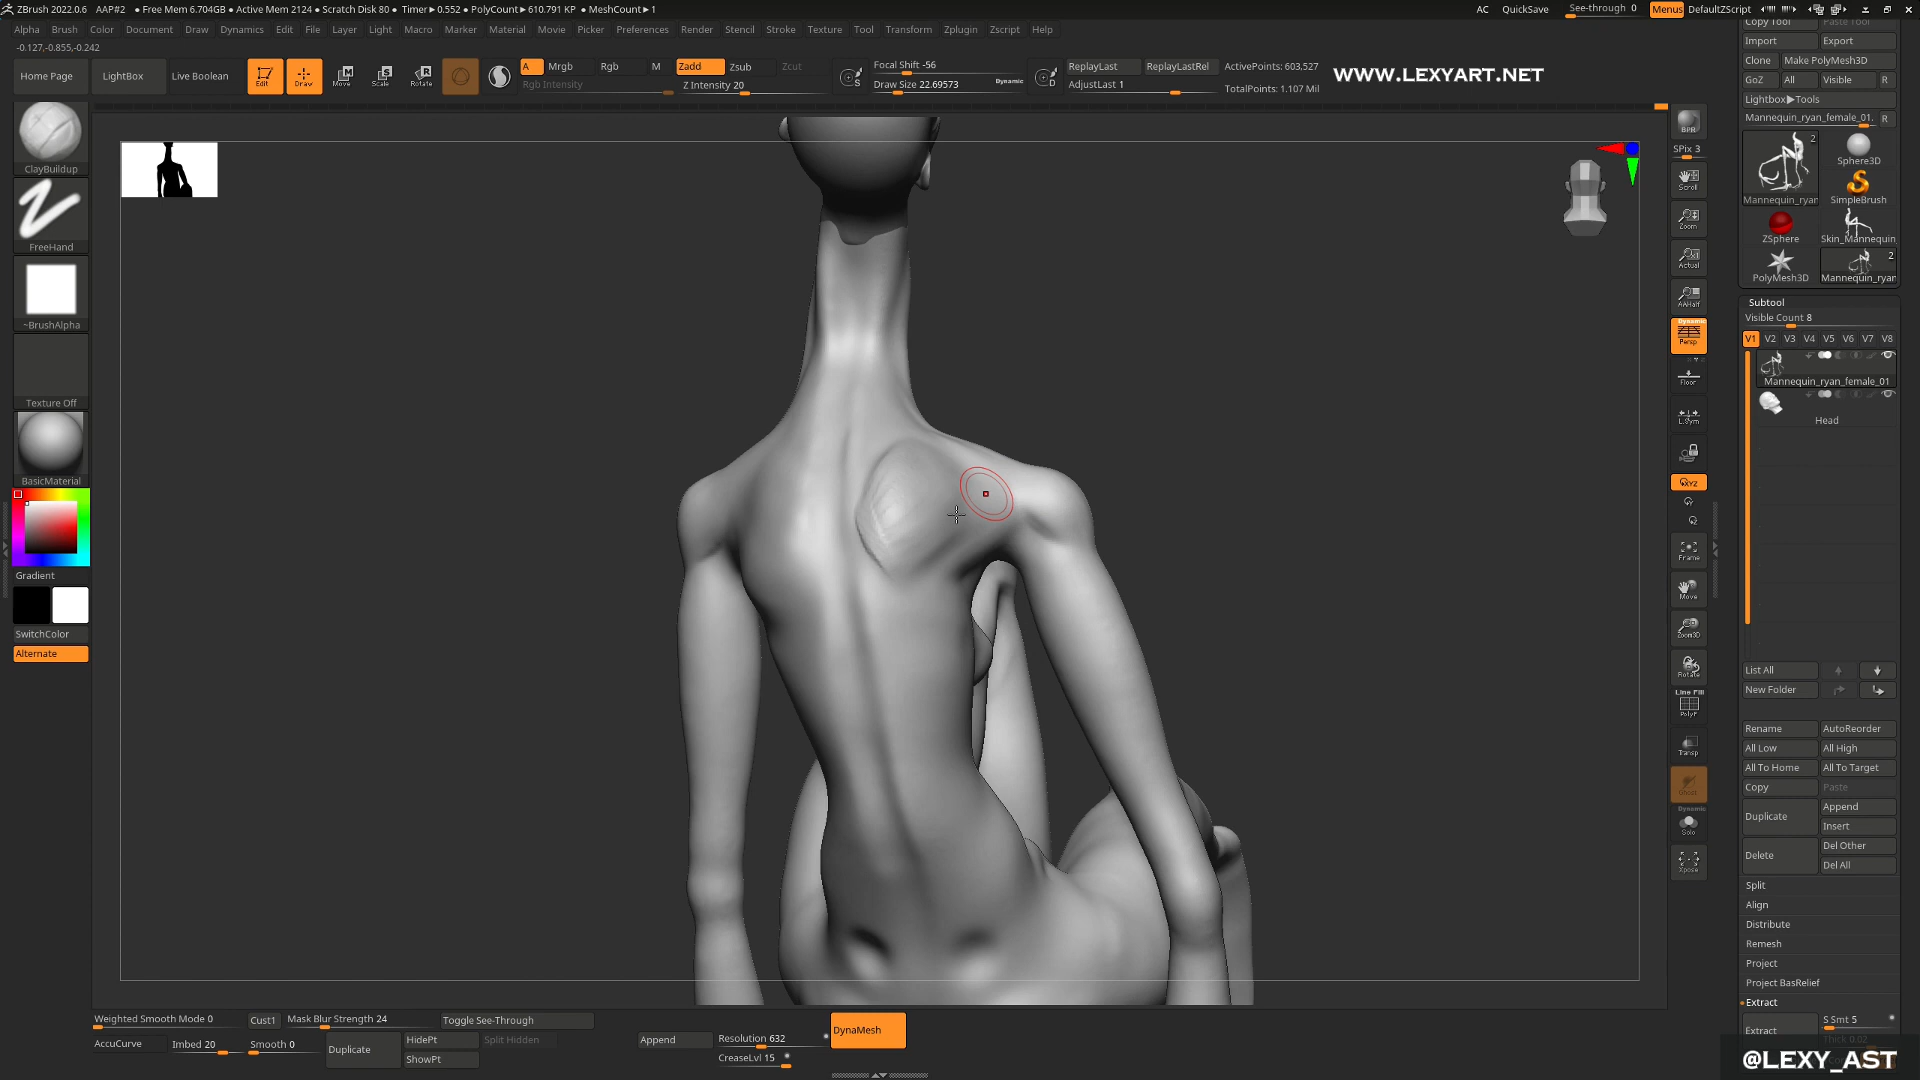 ZBrush 2022.0.6 AAP#2 • Free Mem 6.704GB • Active Mem 2124 • Scratch Disk 80 • Timer▶0.552 • PolyCount▶610.791 KP • MeshCount▶1
AC QuickSave See-through 0 Menus DefaultZScript
Alpha Brush Color Document Draw Dynamics Edit File Layer Light Macro Marker Material Movie Picker Preferences Render Stencil Stroke Texture Tool Transform Zplugin Zscript Help
-0.127,-0.855,-0.242
Home Page LightBox Live Boolean Edit Draw Move Scale Rotate
A Mrgb Rgb M Zadd Zsub Zcut
Rgb Intensity Z Intensity 20
Focal Shift -56
Draw Size 22.69573 Dynamic
S D
ReplayLast ReplayLastRel
AdjustLast 1
ActivePoints: 603.527
TotalPoints: 1.107 Mil
WWW.LEXYART.NET
ClayBuildup
FreeHand
~BrushAlpha
Texture Off
BasicMaterial
Gradient
SwitchColor
Alternate
BPR
SPix 3
Scroll
Zoom
Actual
AAHalf
Dynamic
Persp
Floor
L.Sym
XYZ
Frame
Move
Zoom3D
Rotate
Line Fill
PolyF
Transp
Ghost
Dynamic
Solo
Xpose
Copy Tool Paste Tool
Import Export
Clone Make PolyMesh3D
GoZ All Visible R
Lightbox▶Tools
Mannequin_ryan_female_01. R
2
Mannequin_ryan
Sphere3D
SimpleBrush
ZSphere
Skin_Mannequin
PolyMesh3D
2
Mannequin_ryan
Subtool
Visible Count 8
V1 V2 V3 V4 V5 V6 V7 V8
Mannequin_ryan_female_01
Head
List All
New Folder
Rename AutoReorder
All Low All High
All To Home All To Target
Copy Paste
Duplicate Append
Insert
Delete Del Other
Del All
Split
Align
Distribute
Remesh
Project
Project BasRelief
Extract
Extract S Smt 5
Thick 0.02
@LEXY_AST
Weighted Smooth Mode 0 Cust1 Mask Blur Strength 24 Toggle See-Through
AccuCurve Imbed 20 Smooth 0 Duplicate HidePt Split Hidden
ShowPt
Append Resolution 632
CreaseLvl 15
DynaMesh